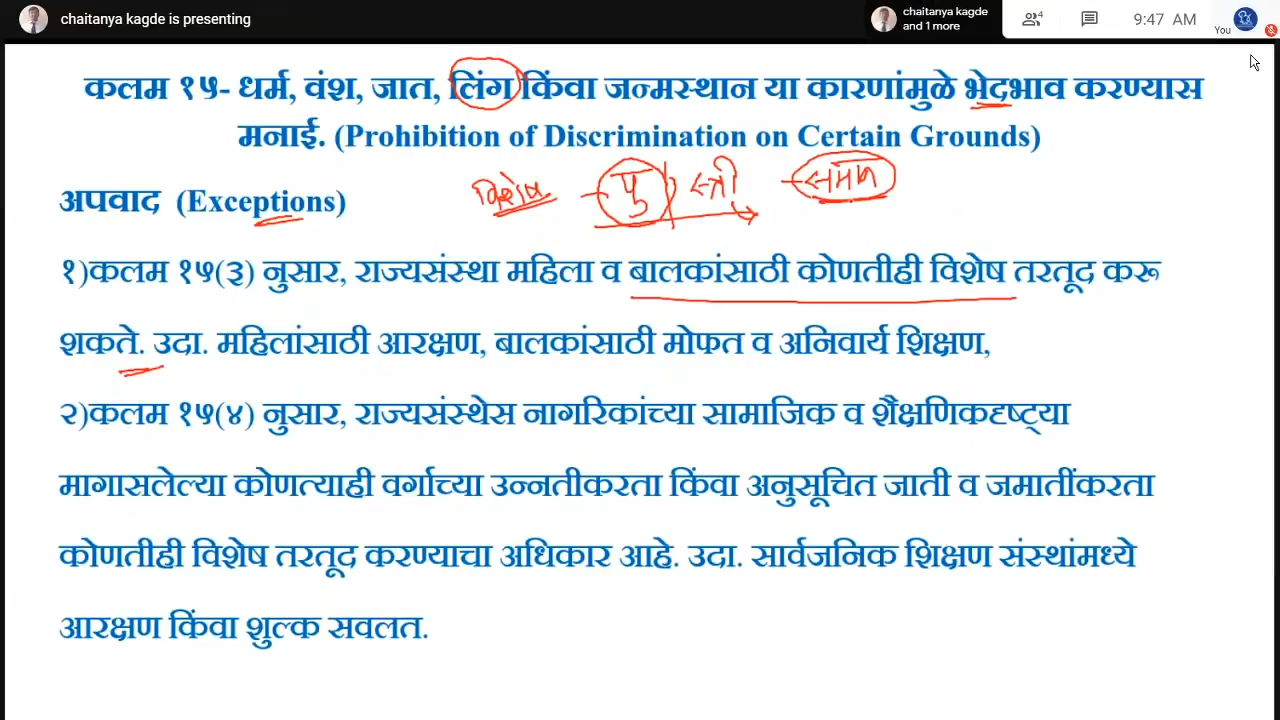 chaitanya kagde is presenting
chaitanya kagde
and 1 more
4
9:47 AM
You
कलम १५- धर्म, वंश, जात, लिंग किंवा जन्मस्थान या कारणांमुळे भेदभाव करण्यास
मनाई. (Prohibition of Discrimination on Certain Grounds)
विशेष पु स्त्री समान
अपवाद (Exceptions)
१)कलम १५(३) नुसार, राज्यसंस्था महिला व बालकांसाठी कोणतीही विशेष तरतूद करू
शकते. उदा. महिलांसाठी आरक्षण, बालकांसाठी मोफत व अनिवार्य शिक्षण,
२)कलम १५(४) नुसार, राज्यसंस्थेस नागरिकांच्या सामाजिक व शैक्षणिकदृष्ट्या
मागासलेल्या कोणत्याही वर्गाच्या उन्नतीकरता किंवा अनुसूचित जाती व जमातींकरता
कोणतीही विशेष तरतूद करण्याचा अधिकार आहे. उदा. सार्वजनिक शिक्षण संस्थांमध्ये
आरक्षण किंवा शुल्क सवलत.